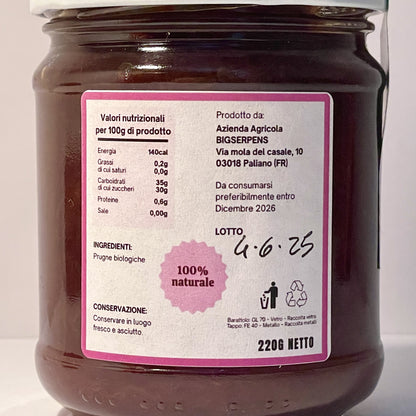 Valori nutrizionali
per 100g di prodotto
Energia 140cal
Grassi 0,2g
di cui saturi 0,0g
Carboidrati 35g
di cui zuccheri 30g
Proteine 0,6g
Sale 0,00g
INGREDIENTI:
Prugne biologiche
CONSERVAZIONE:
Conservare in luogo
fresco e asciutto.
100%
naturale
Prodotto da:
Azienda Agricola
BIGSERPENS
Via mola del casale, 10
03018 Paliano (FR)
Da consumarsi
preferibilmente entro
Dicembre 2026
LOTTO
4.6.25
Barattolo: GL 70 - Vetro - Raccolta vetro
Tappo: FE 40 - Metallo - Raccolta metalli
220G NETTO